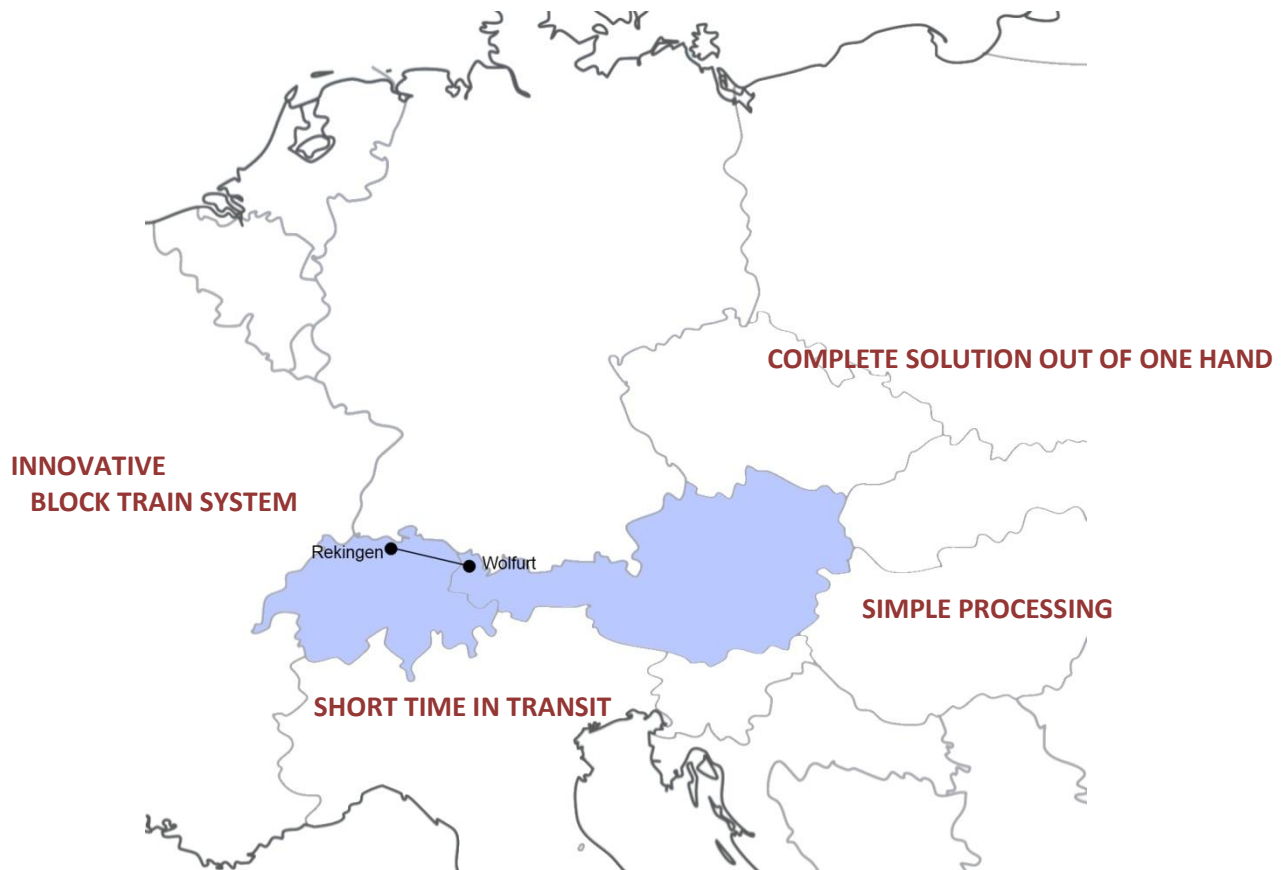 COMPLETE SOLUTION OUT OF ONE HAND
INNOVATIVE
BLOCK TRAIN SYSTEM
Rekingen
Wolfurt
SIMPLE PROCESSING
SHORT TIME IN TRANSIT